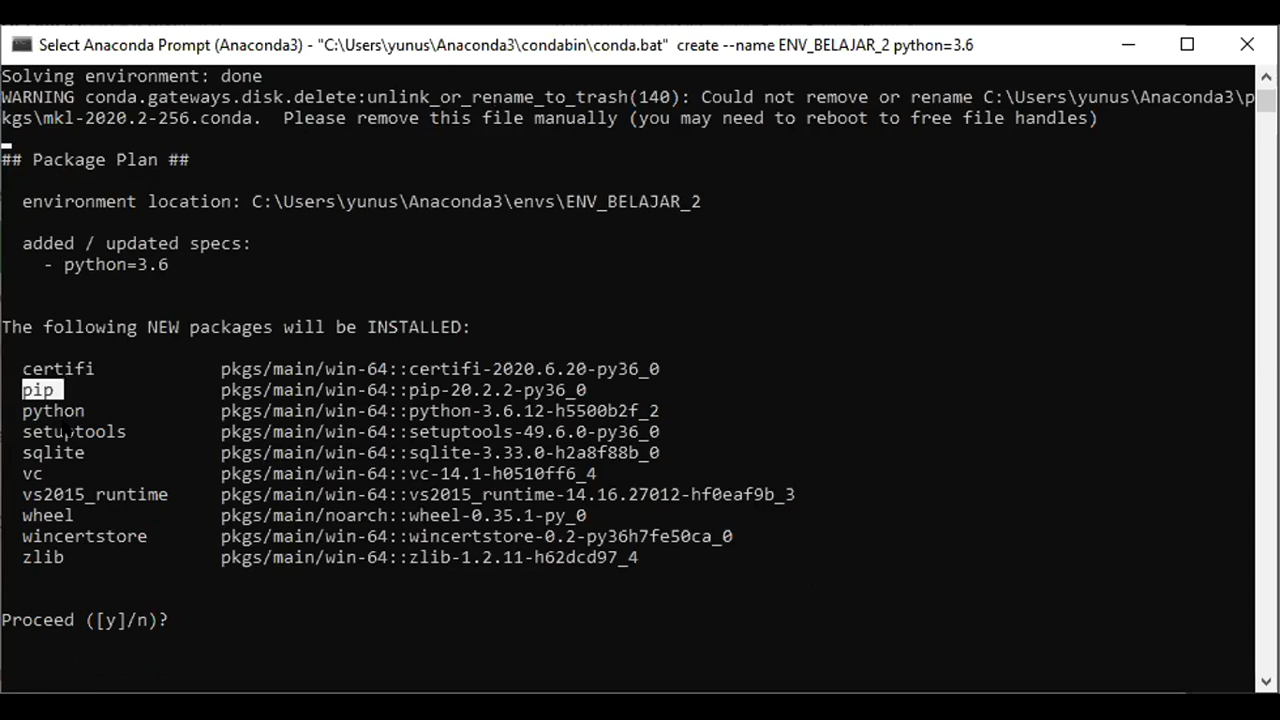 Select Anaconda Prompt (Anaconda3) - "C:\Users\yunus\Anaconda3\condabin\conda.bat"  create --name ENV_BELAJAR_2 python=3.6
Solving environment: done
WARNING conda.gateways.disk.delete:unlink_or_rename_to_trash(140): Could not remove or rename C:\Users\yunus\Anaconda3\p
kgs\mkl-2020.2-256.conda.  Please remove this file manually (you may need to reboot to free file handles)
## Package Plan ##
environment location: C:\Users\yunus\Anaconda3\envs\ENV_BELAJAR_2
added / updated specs:
- python=3.6
The following NEW packages will be INSTALLED:
certifi pkgs/main/win-64::certifi-2020.6.20-py36_0
pip pkgs/main/win-64::pip-20.2.2-py36_0
python pkgs/main/win-64::python-3.6.12-h5500b2f_2
setuptools pkgs/main/win-64::setuptools-49.6.0-py36_0
sqlite pkgs/main/win-64::sqlite-3.33.0-h2a8f88b_0
vc pkgs/main/win-64::vc-14.1-h0510ff6_4
vs2015_runtime pkgs/main/win-64::vs2015_runtime-14.16.27012-hf0eaf9b_3
wheel pkgs/main/noarch::wheel-0.35.1-py_0
wincertstore pkgs/main/win-64::wincertstore-0.2-py36h7fe50ca_0
zlib pkgs/main/win-64::zlib-1.2.11-h62dcd97_4
Proceed ([y]/n)?